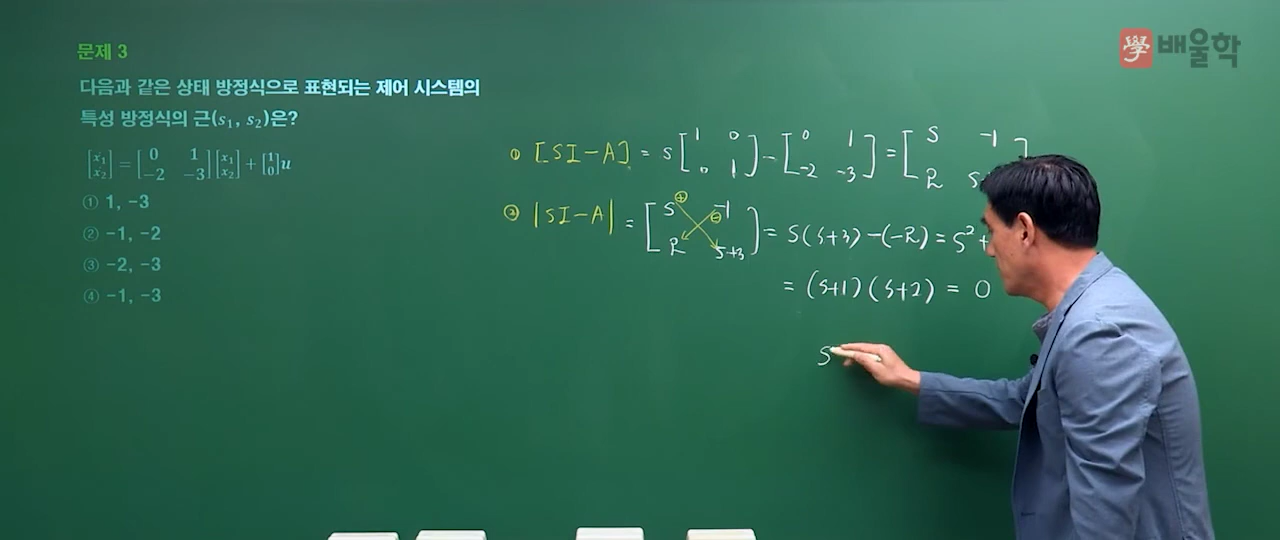 문제 3
學 배울학
다음과 같은 상태 방정식으로 표현되는 제어 시스템의
특성 방정식의 근(s₁, s₂)은?
[x₁ x₂] = [0 1 −2 −3][x₁ x₂] + [1 0]u
① 1, −3
② −1, −2
③ −2, −3
④ −1, −3
① [SI−A] = S[1 0 0 1] − [0 1 −2 −3] = [S −1 2
② |SI−A| = [S −1 2 S+3] = S(S+3)−(−2) = S² +
⊕ ⊖
= (S+1)(S+2) = 0
S